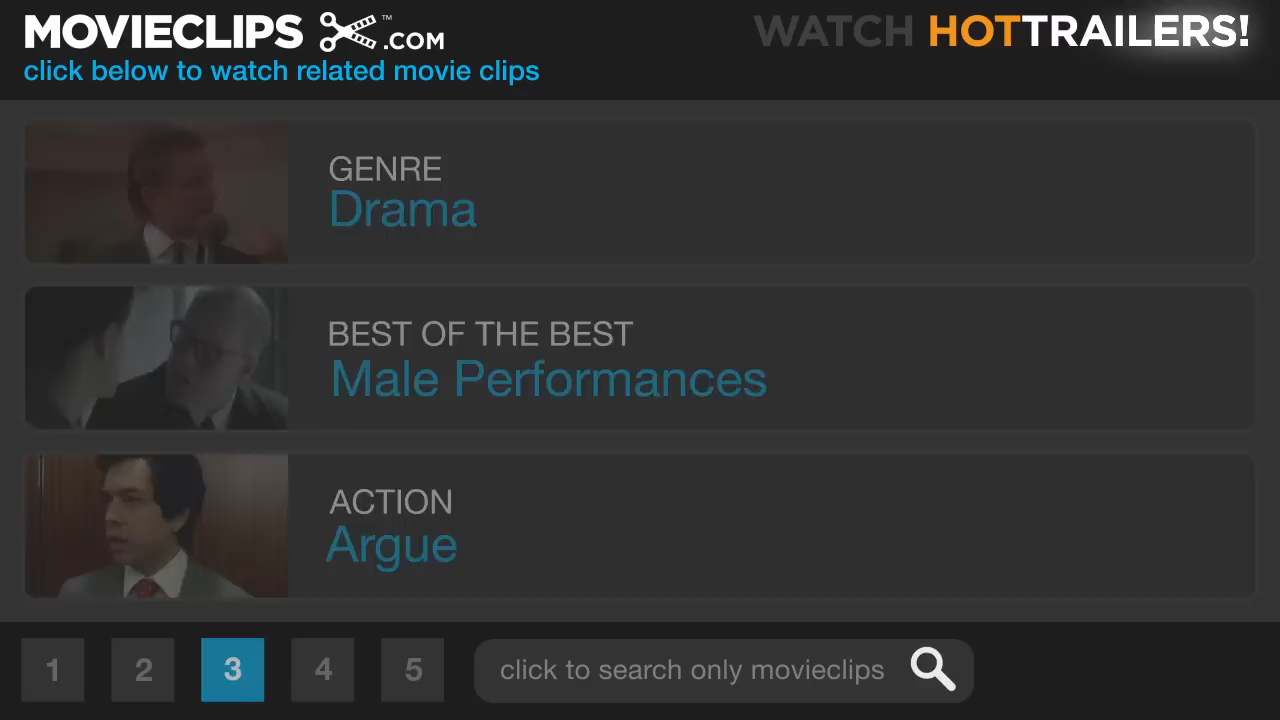 MOVIECLIPS ™ .COM
WATCH HOTTRAILERS!
click below to watch related movie clips
GENRE
Drama
BEST OF THE BEST
Male Performances
ACTION
Argue
1 2 3 4 5 click to search only movieclips